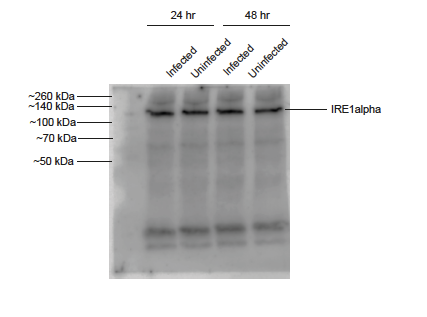 24 hr 48 hr
Infected Uninfected Infected Uninfected
~260 kDa
~140 kDa
IRE1alpha
~100 kDa
~70 kDa
~50 kDa